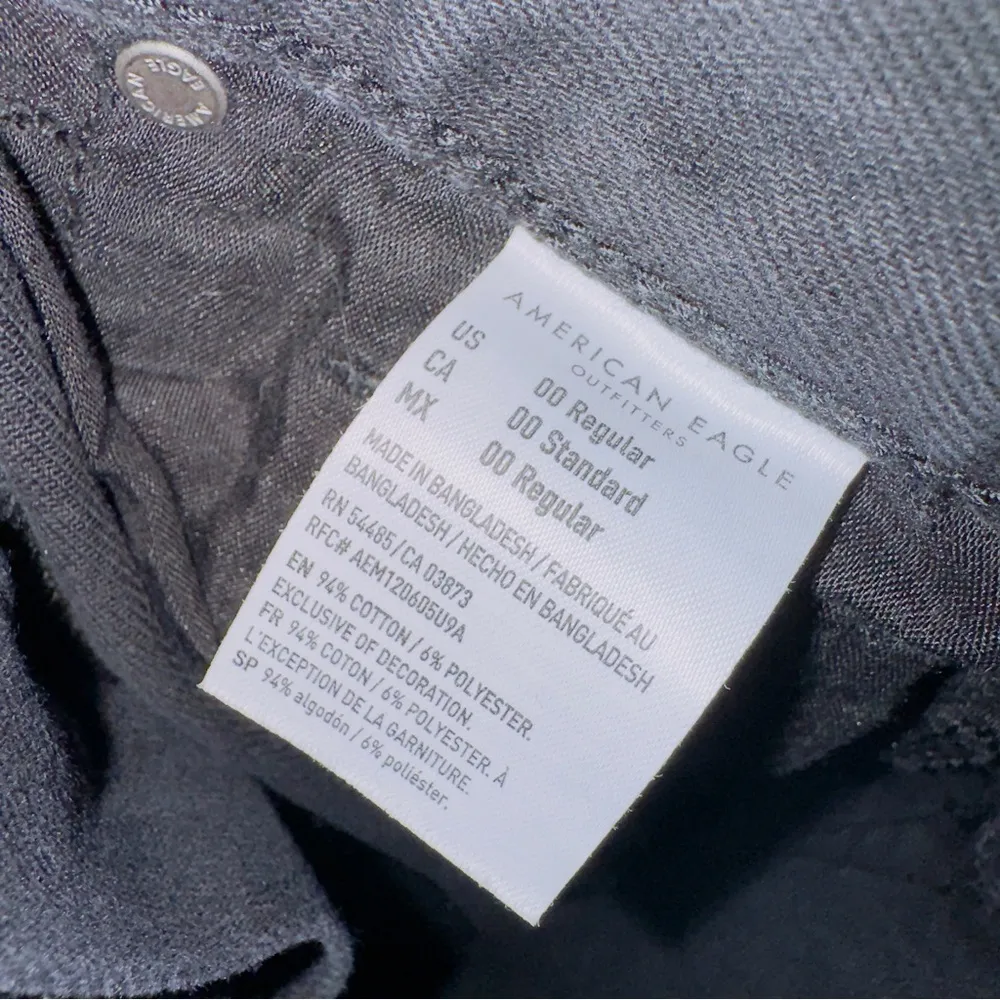 AMERICAN EAGLE
AMERICAN EAGLE
OUTFITTERS
US 00 Regular
CA 00 Standard
MX 00 Regular
MADE IN BANGLADESH / FABRIQUÉ AU
BANGLADESH / HECHO EN BANGLADESH
RN 54485 / CA 03873
RFC# AEM1206D5U9A
EN 94% COTTON / 6% POLYESTER.
EXCLUSIVE OF DECORATION.
FR 94% COTON / 6% POLYESTER. À
L'EXCEPTION DE LA GARNITURE.
SP 94% algodón / 6% poliéster.